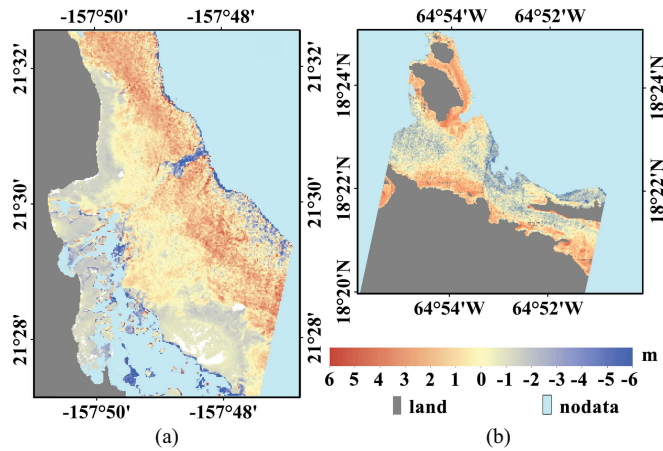 -157°50' -157°48'
64°54'W 64°52'W
21°32' 21°32'
21°30' 21°30'
21°28' 21°28'
18°24'N 18°24'N
18°22'N 18°22'N
18°20'N 18°20'N
-157°50' -157°48'
64°54'W 64°52'W
m
6 5 4 3 2 1 0 -1 -2 -3 -4 -5 -6
land nodata
(a) (b)